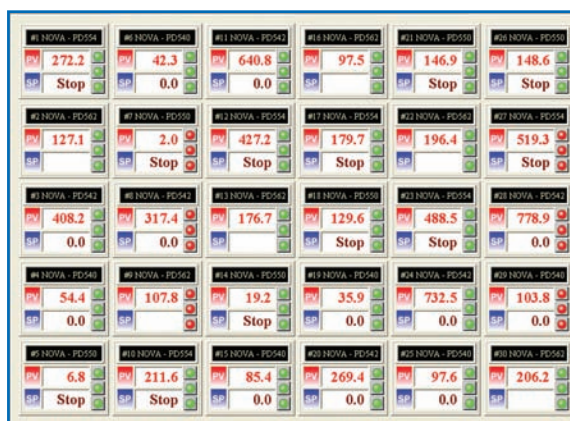 #1 NOVA - PD554
PV 272.2
SP Stop
#6 NOVA - PD540
PV 42.3
SP 0.0
#11 NOVA - PD542
PV 640.8
SP 0.0
#16 NOVA - PD562
PV 97.5
SP
#21 NOVA - PD550
PV 146.9
SP Stop
#26 NOVA - PD550
PV 148.6
SP Stop
#2 NOVA - PD562
PV 127.1
SP
#7 NOVA - PD550
PV 2.0
SP Stop
#12 NOVA - PD554
PV 427.2
SP Stop
#17 NOVA - PD554
PV 179.7
SP Stop
#22 NOVA - PD562
PV 196.4
SP
#27 NOVA - PD554
PV 519.3
SP Stop
#3 NOVA - PD542
PV 408.2
SP 0.0
#8 NOVA - PD542
PV 317.4
SP 0.0
#13 NOVA - PD562
PV 176.7
SP
#18 NOVA - PD550
PV 129.6
SP Stop
#23 NOVA - PD554
PV 488.5
SP Stop
#28 NOVA - PD542
PV 778.9
SP 0.0
#4 NOVA - PD540
PV 54.4
SP 0.0
#9 NOVA - PD562
PV 107.8
SP
#14 NOVA - PD550
PV 19.2
SP Stop
#19 NOVA - PD540
PV 35.9
SP 0.0
#24 NOVA - PD542
PV 732.5
SP 0.0
#29 NOVA - PD540
PV 103.8
SP 0.0
#5 NOVA - PD550
PV 6.8
SP Stop
#10 NOVA - PD554
PV 211.6
SP Stop
#15 NOVA - PD540
PV 85.4
SP 0.0
#20 NOVA - PD542
PV 269.4
SP 0.0
#25 NOVA - PD540
PV 97.6
SP 0.0
#30 NOVA - PD562
PV 206.2
SP